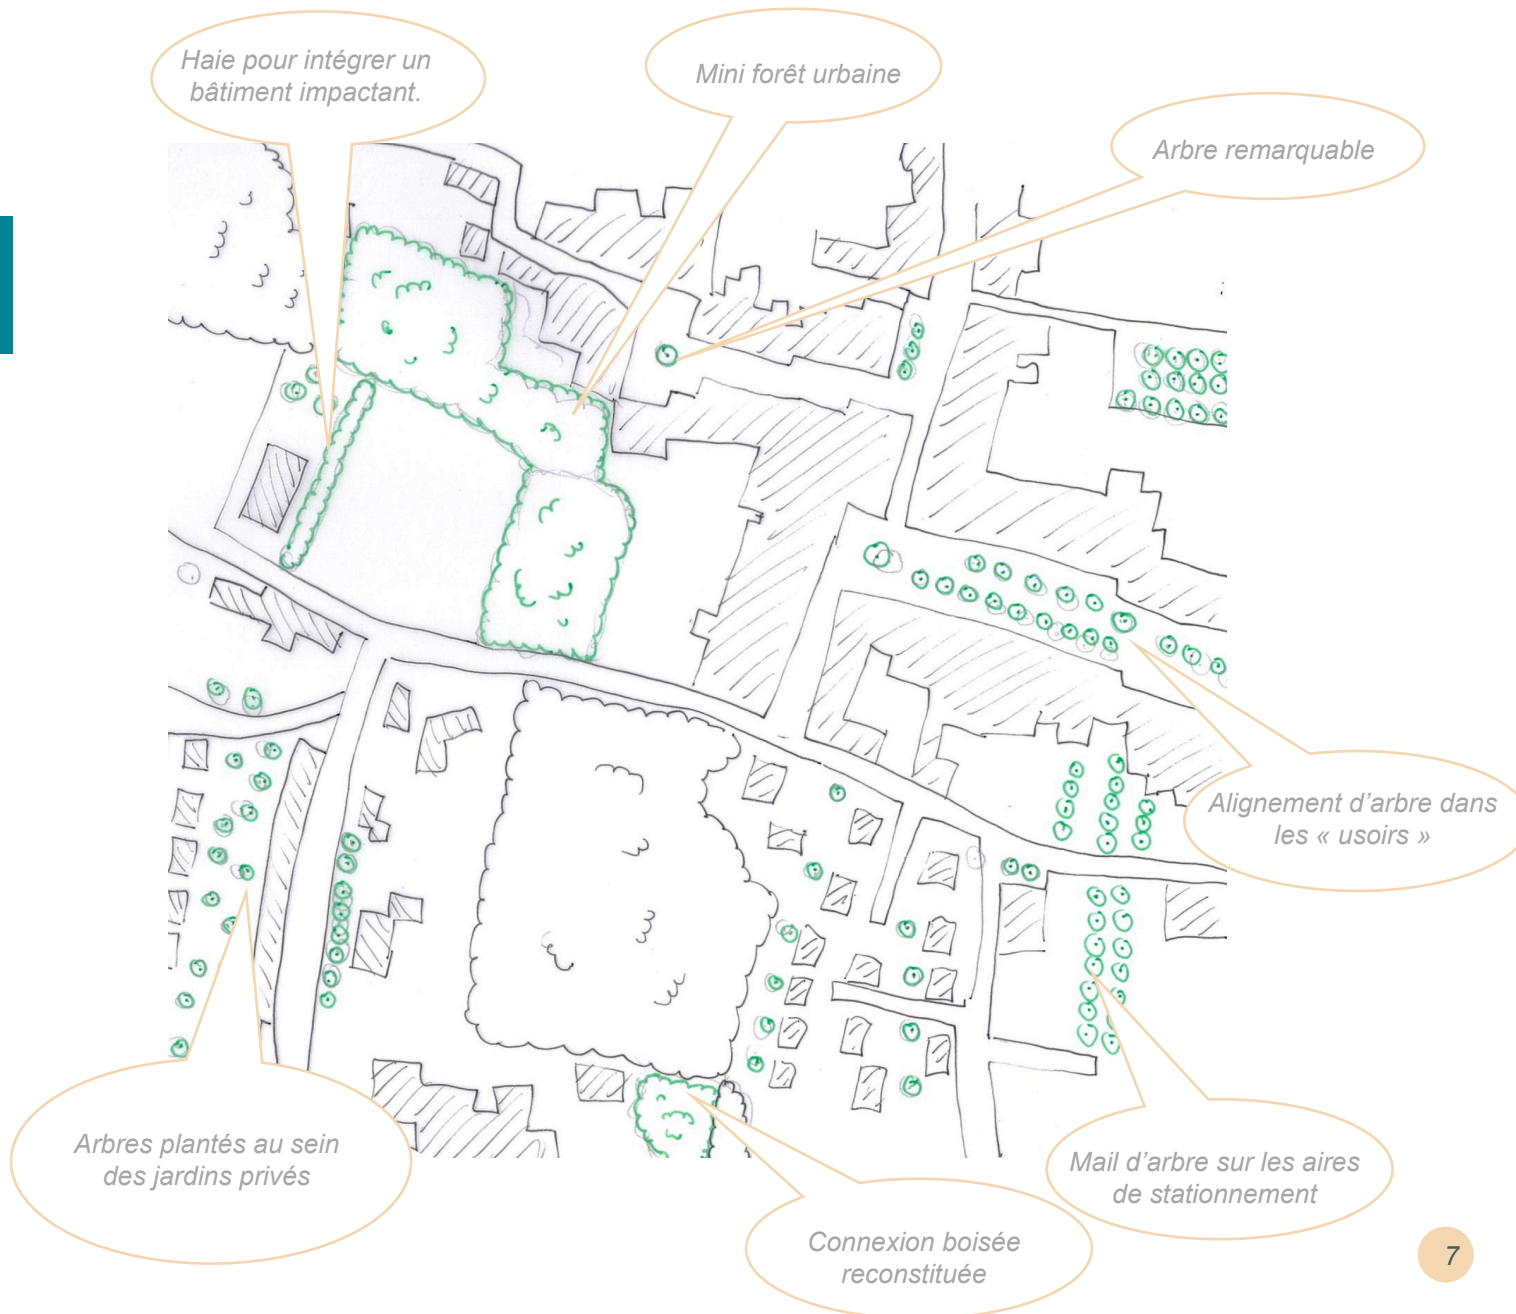 Haie pour intégrer un
bâtiment impactant.
Mini forêt urbaine
Arbre remarquable
Alignement d’arbre dans
les « usoirs »
Arbres plantés au sein
des jardins privés
Mail d’arbre sur les aires
de stationnement
Connexion boisée
reconstituée
7